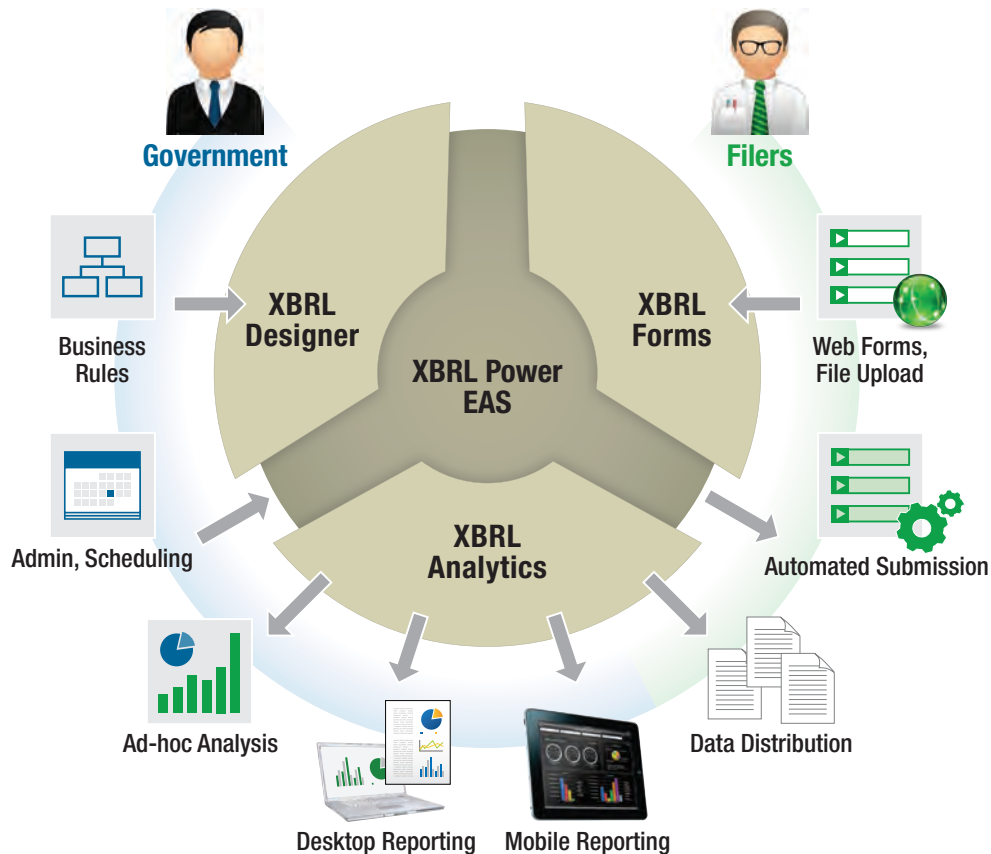 Government
Filers
XBRL
Designer
XBRL
Forms
Business
Rules
Web Forms,
File Upload
XBRL Power
EAS
Admin, Scheduling
XBRL
Analytics
Automated Submission
Ad-hoc Analysis
Data Distribution
Desktop Reporting
Mobile Reporting